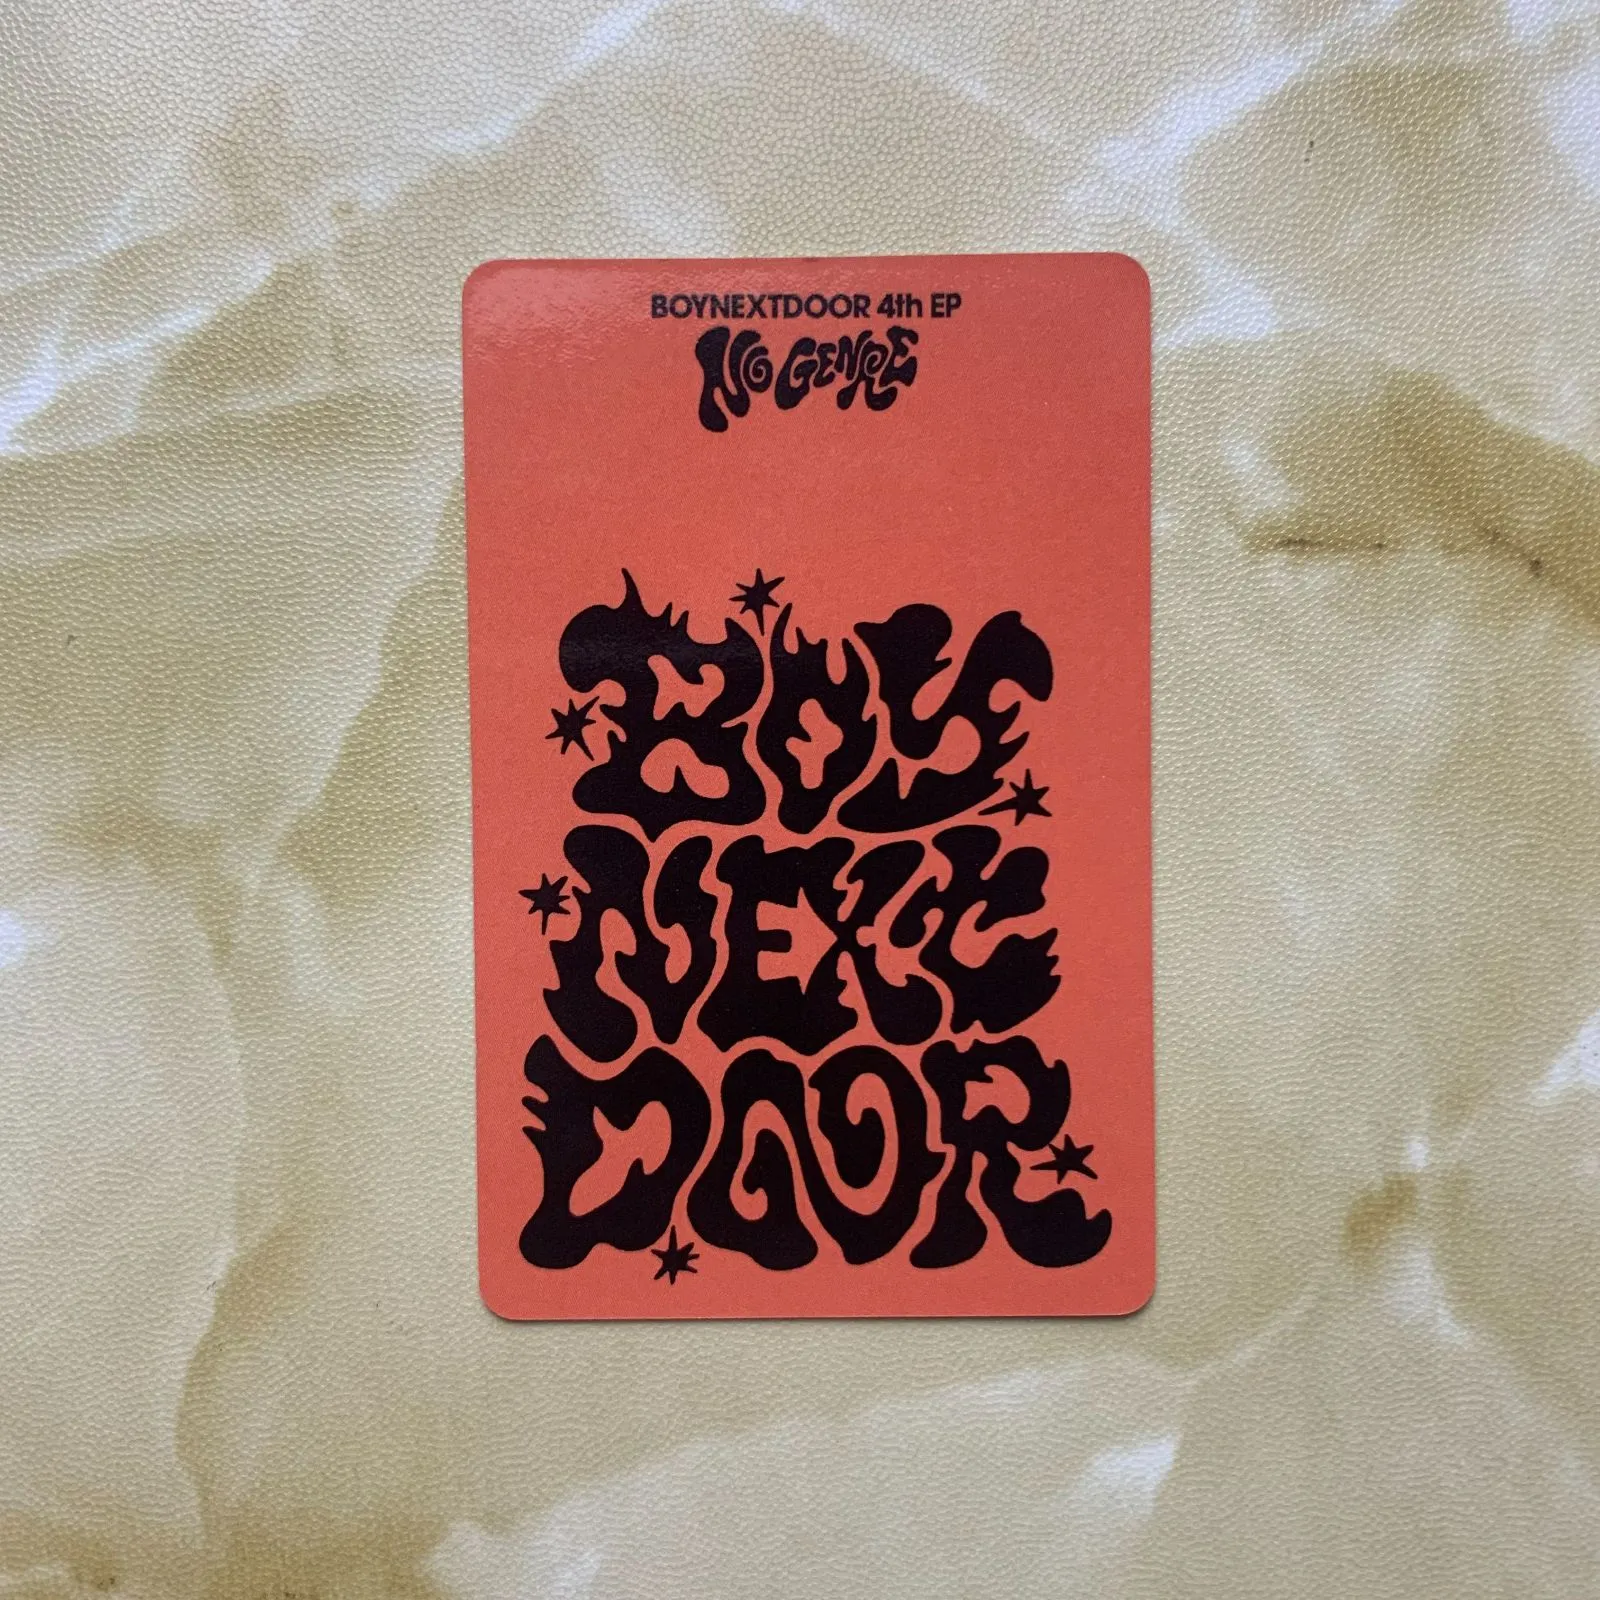 BOYNEXTDOOR 4th EP
NO GENRE
BOY
NEXT
DOOR